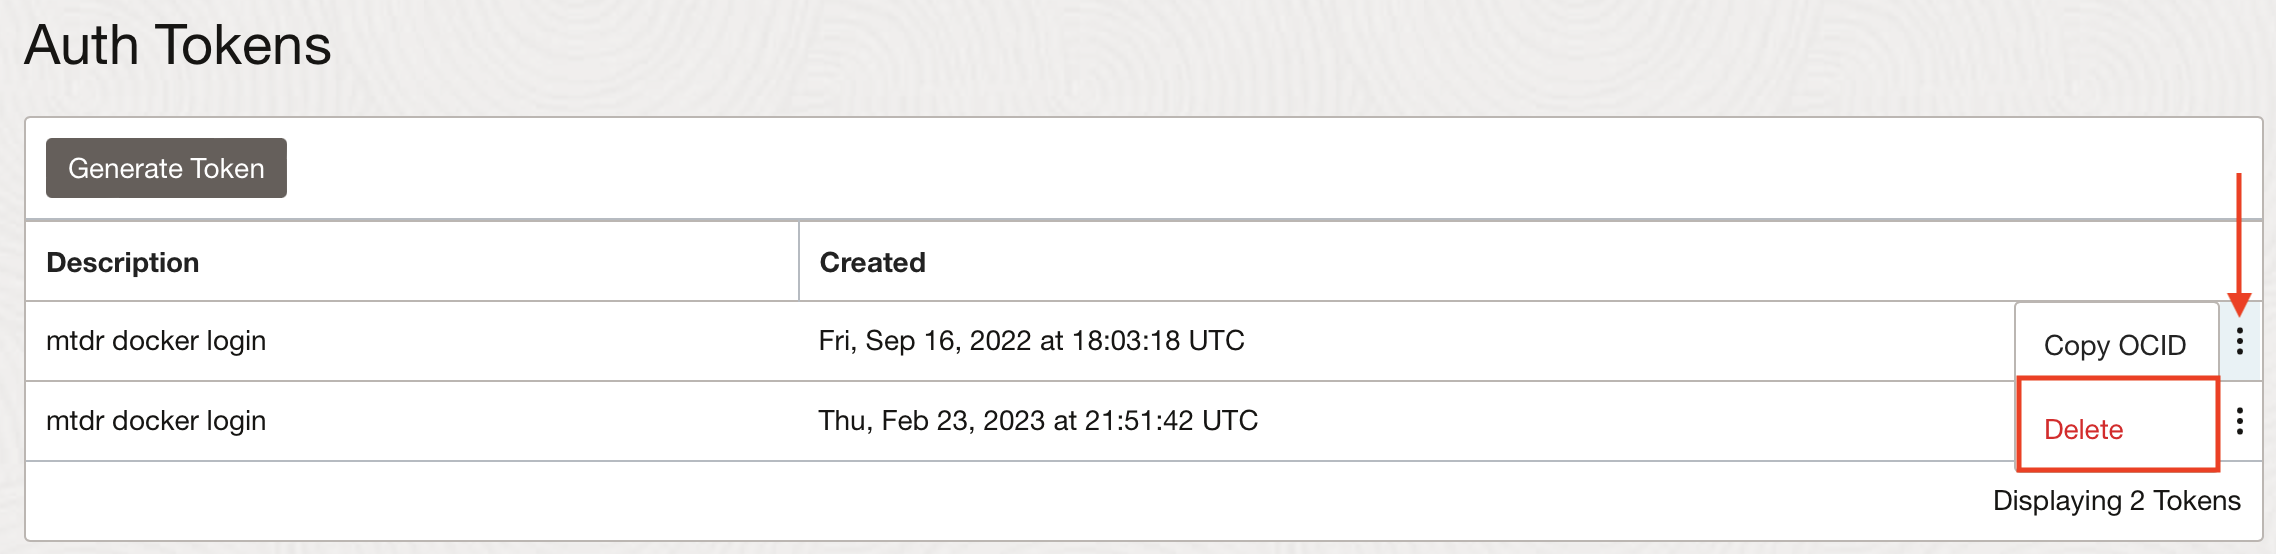 Auth Tokens
Generate Token
Description Created
mtdr docker login Fri, Sep 16, 2022 at 18:03:18 UTC Copy OCID
mtdr docker login Thu, Feb 23, 2023 at 21:51:42 UTC Delete
Displaying 2 Tokens